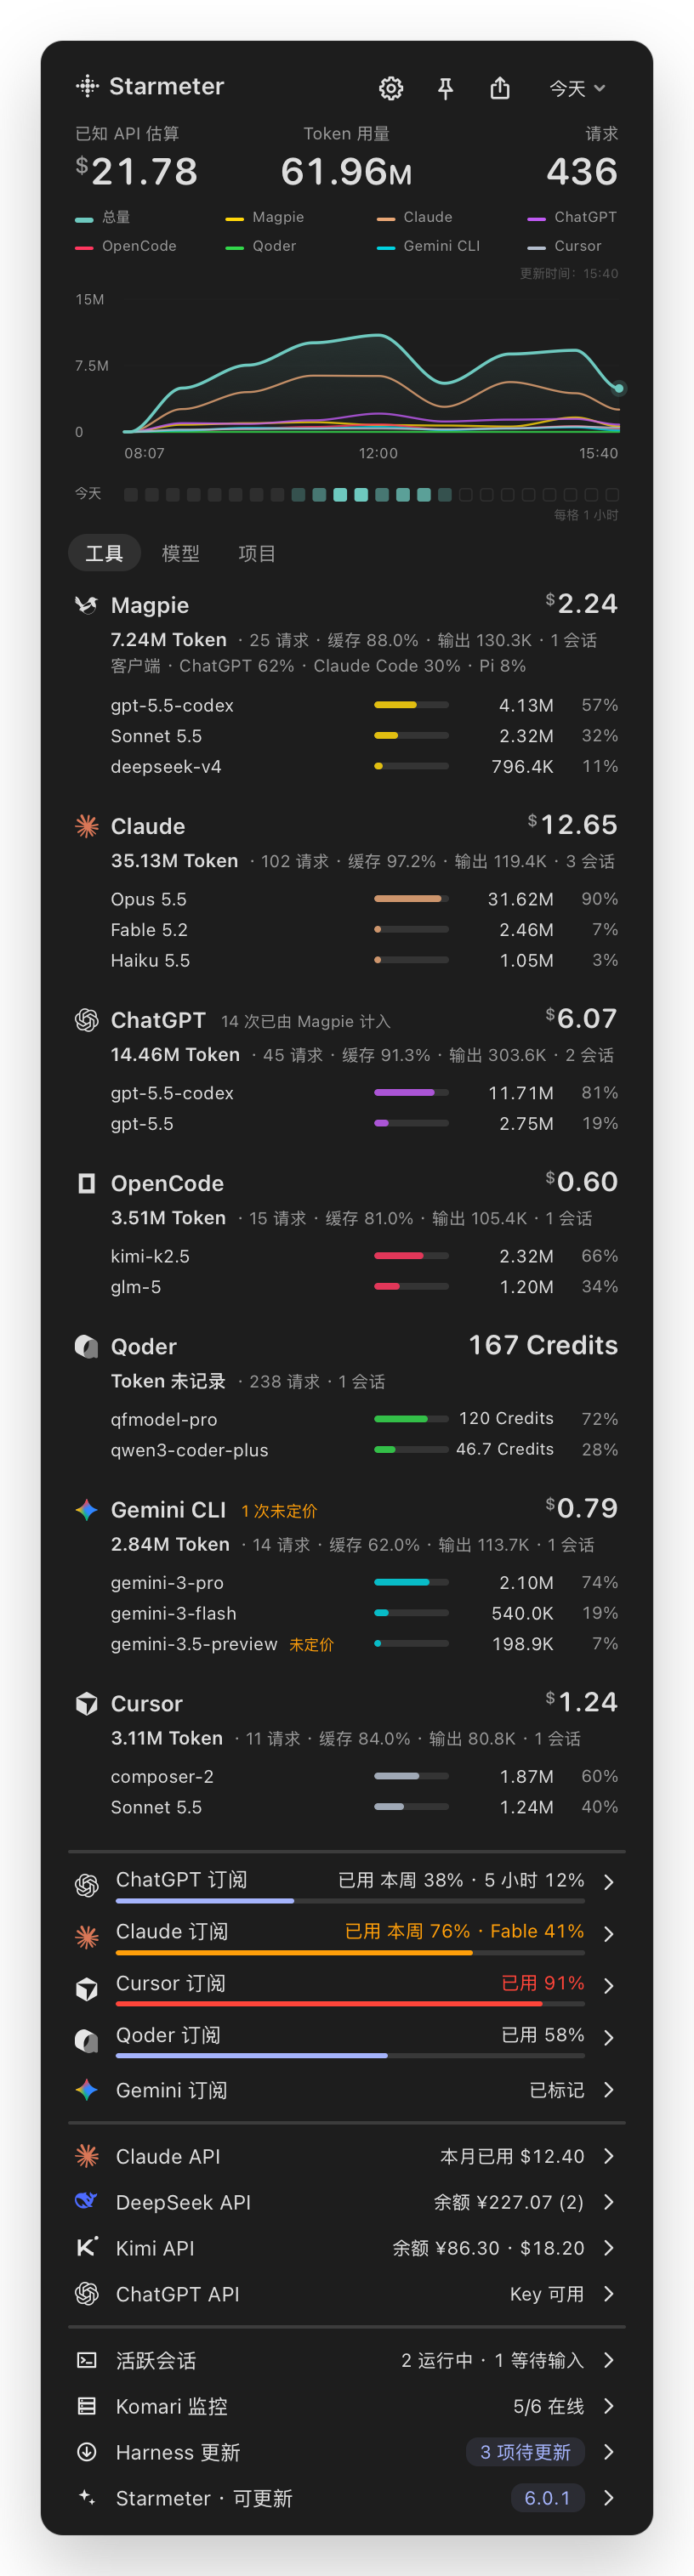 Starmeter 今天
已知 API 估算 Token 用量 请求
$21.78 61.96M 436
总量 Magpie Claude ChatGPT
OpenCode Qoder Gemini CLI Cursor
更新时间：15:40
15M
7.5M
0
08:07 12:00 15:40
今天
每格 1 小时
工具 模型 项目
Magpie $2.24
7.24M Token · 25 请求 · 缓存 88.0% · 输出 130.3K · 1 会话
客户端 · ChatGPT 62% · Claude Code 30% · Pi 8%
gpt-5.5-codex 4.13M 57%
Sonnet 5.5 2.32M 32%
deepseek-v4 796.4K 11%
Claude $12.65
35.13M Token · 102 请求 · 缓存 97.2% · 输出 119.4K · 3 会话
Opus 5.5 31.62M 90%
Fable 5.2 2.46M 7%
Haiku 5.5 1.05M 3%
ChatGPT 14 次已由 Magpie 计入 $6.07
14.46M Token · 45 请求 · 缓存 91.3% · 输出 303.6K · 2 会话
gpt-5.5-codex 11.71M 81%
gpt-5.5 2.75M 19%
OpenCode $0.60
3.51M Token · 15 请求 · 缓存 81.0% · 输出 105.4K · 1 会话
kimi-k2.5 2.32M 66%
glm-5 1.20M 34%
Qoder 167 Credits
Token 未记录 · 238 请求 · 1 会话
qfmodel-pro 120 Credits 72%
qwen3-coder-plus 46.7 Credits 28%
Gemini CLI 1 次未定价 $0.79
2.84M Token · 14 请求 · 缓存 62.0% · 输出 113.7K · 1 会话
gemini-3-pro 2.10M 74%
gemini-3-flash 540.0K 19%
gemini-3.5-preview 未定价 198.9K 7%
Cursor $1.24
3.11M Token · 11 请求 · 缓存 84.0% · 输出 80.8K · 1 会话
composer-2 1.87M 60%
Sonnet 5.5 1.24M 40%
ChatGPT 订阅 已用 本周 38% · 5 小时 12%
Claude 订阅 已用 本周 76% · Fable 41%
Cursor 订阅 已用 91%
Qoder 订阅 已用 58%
Gemini 订阅 已标记
Claude API 本月已用 $12.40
DeepSeek API 余额 ¥227.07 (2)
Kimi API 余额 ¥86.30 · $18.20
ChatGPT API Key 可用
活跃会话 2 运行中 · 1 等待输入
Komari 监控 5/6 在线
Harness 更新 3 项待更新
Starmeter · 可更新 6.0.1